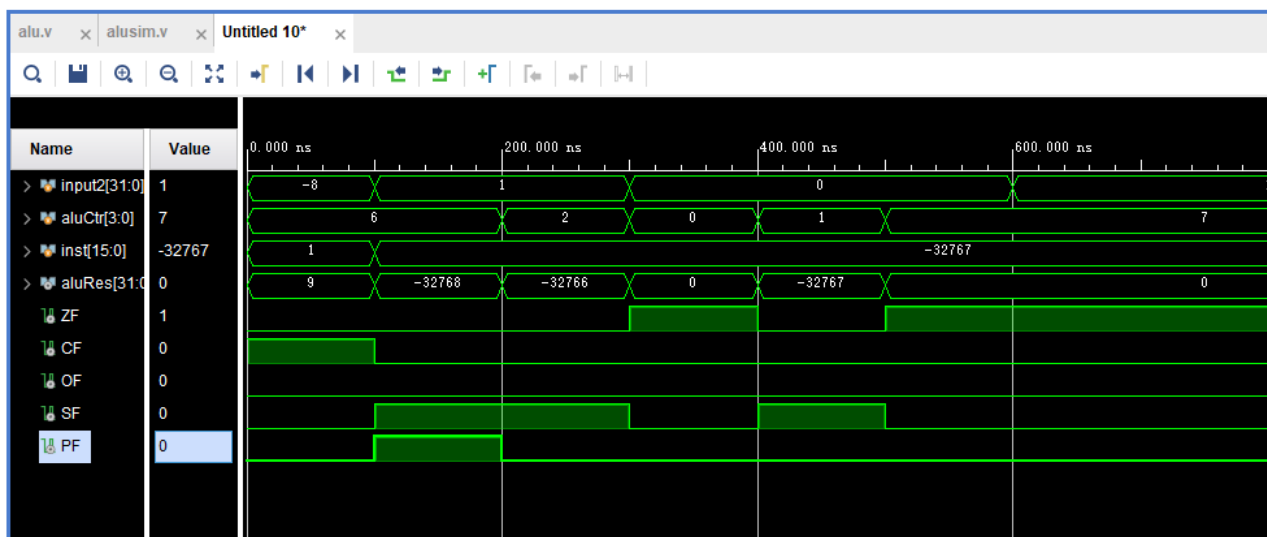 alu.v × alusim.v × Untitled 10* ×
Name Value 0.000 ns 200.000 ns 400.000 ns 600.000 ns
input2[31:0] 1 -8 1 0
aluCtr[3:0] 7 6 2 0 1 7
inst[15:0] -32767 1 -32767
aluRes[31:0 0 9 -32768 -32766 0 -32767 0
ZF 1
CF 0
OF 0
SF 0
PF 0